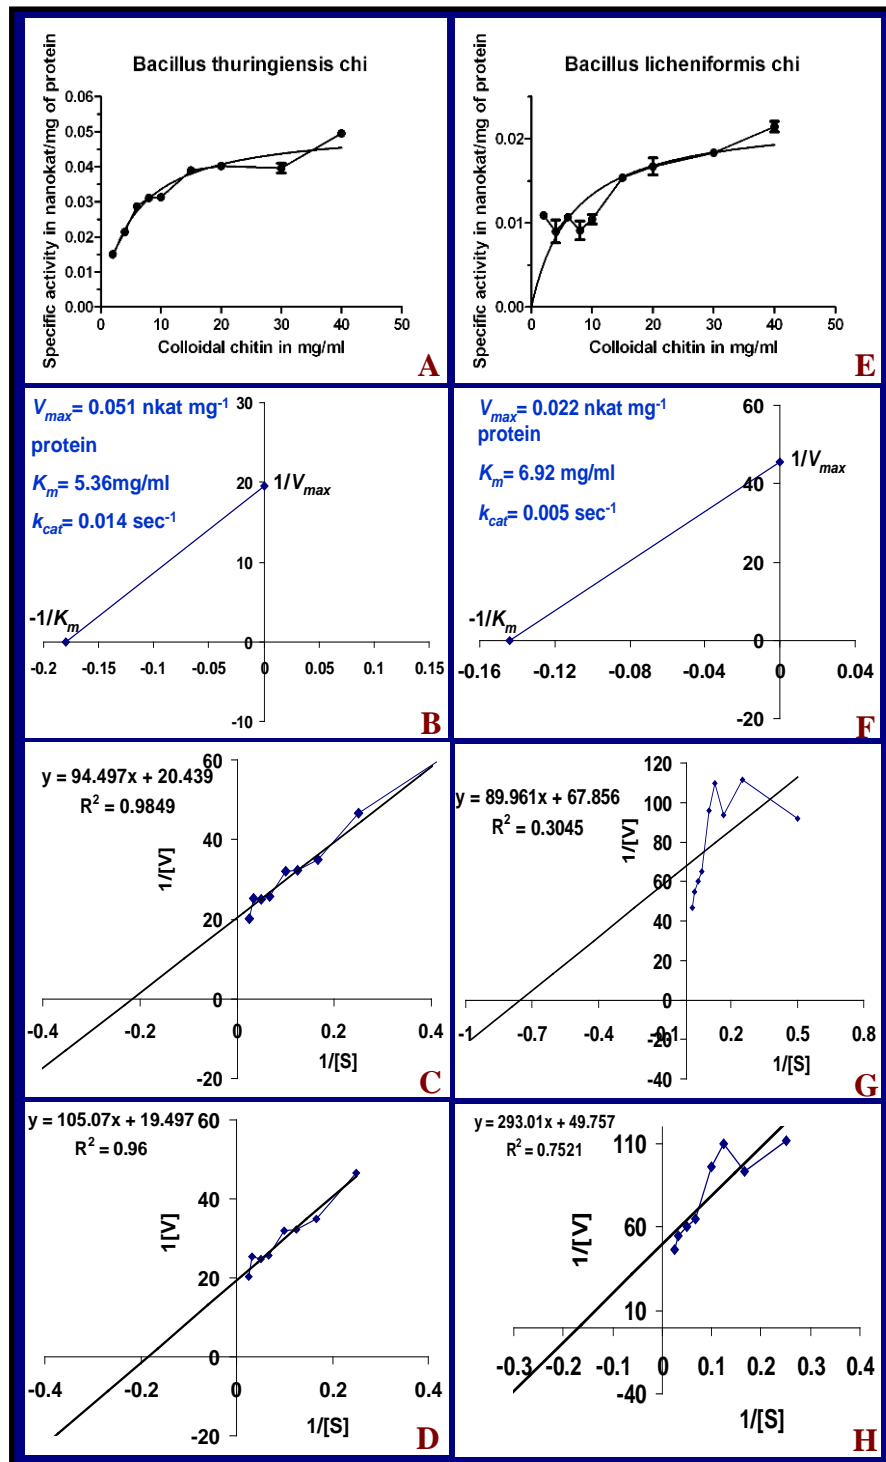 Bacillus thuringiensis chi
Specific activity in nanokat/mg of protein
0.06
0.05
0.04
0.03
0.02
0.01
0.00
0 10 20 30 40 50
Colloidal chitin in mg/ml
A
Bacillus licheniformis chi
Specific activity in nanokat/mg of protein
0.02
0.01
0.00
0 10 20 30 40 50
Colloidal chitin in mg/ml
E
Vmax= 0.051 nkat mg-1
protein
Km= 5.36mg/ml
kcat= 0.014 sec-1
30
20
10
0
-10
1/Vmax
-1/Km
-0.2 -0.15 -0.1 -0.05 0 0.05 0.1 0.15
B
Vmax= 0.022 nkat mg-1
protein
Km= 6.92 mg/ml
kcat= 0.005 sec-1
60
40
20
0
-20
1/Vmax
-1/Km
-0.16 -0.12 -0.08 -0.04 0 0.04
F
y = 94.497x + 20.439
R2 = 0.9849
1/[V]
60
40
20
0
-20
-0.4 -0.2 0 0.2 0.4
1/[S]
C
y = 89.961x + 67.856
R2 = 0.3045
1/[V]
120
100
80
60
40
20
0
-20
-40
-1 -0.7 -0.4 -0.1 0.2 0.5 0.8
1/[S]
G
y = 105.07x + 19.497
R2 = 0.96
1[V]
60
40
20
0
-20
-0.4 -0.2 0 0.2 0.4
1/[S]
D
y = 293.01x + 49.757
R2 = 0.7521
1/[V]
110
60
10
-40
-0.3 -0.2 -0.1 0 0.1 0.2 0.3 0.4
1/[S]
H